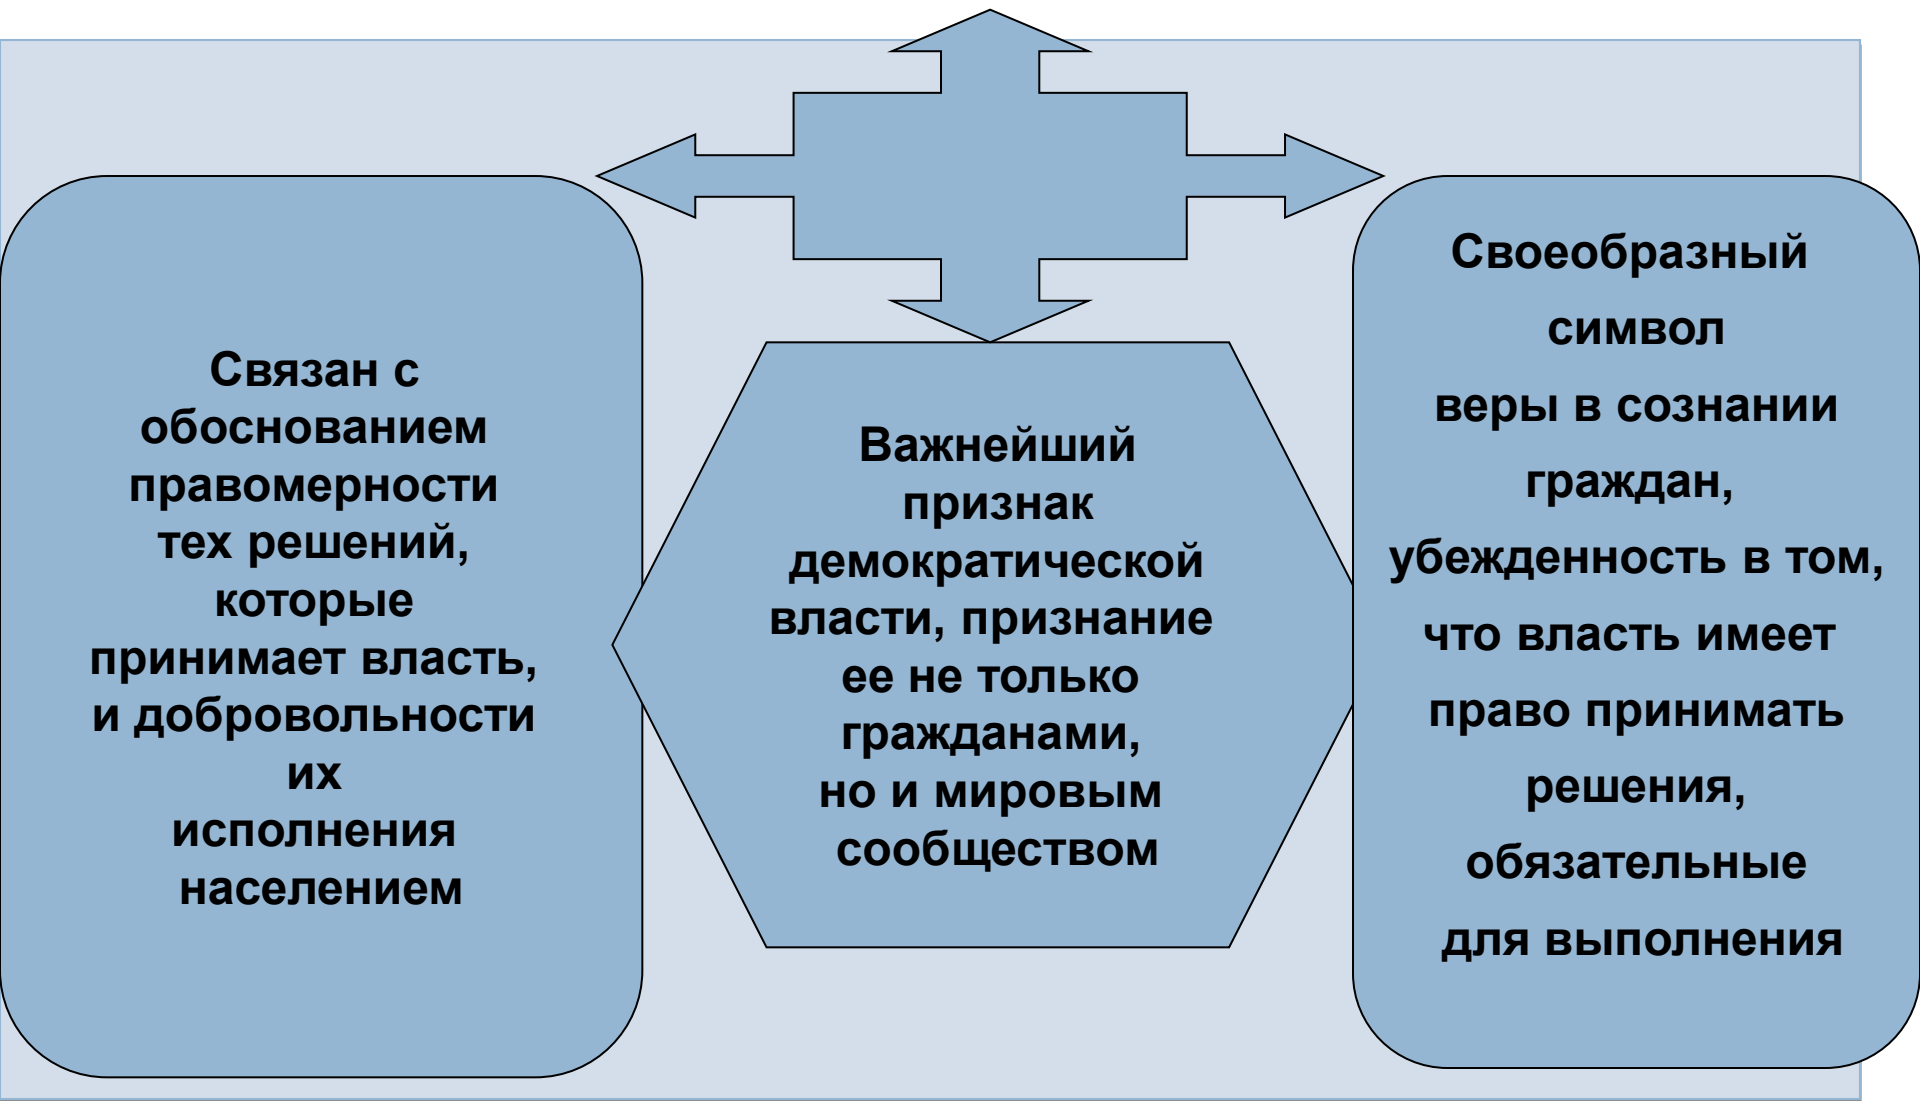 Связан с
обоснованием
правомерности
тех решений,
которые
принимает власть,
и добровольности
их
исполнения
населением
Важнейший
признак
демократической
власти, признание
ее не только
гражданами,
но и мировым
сообществом
Своеобразный
символ
веры в сознании
граждан,
убежденность в том,
что власть имеет
право принимать
решения,
обязательные
для выполнения